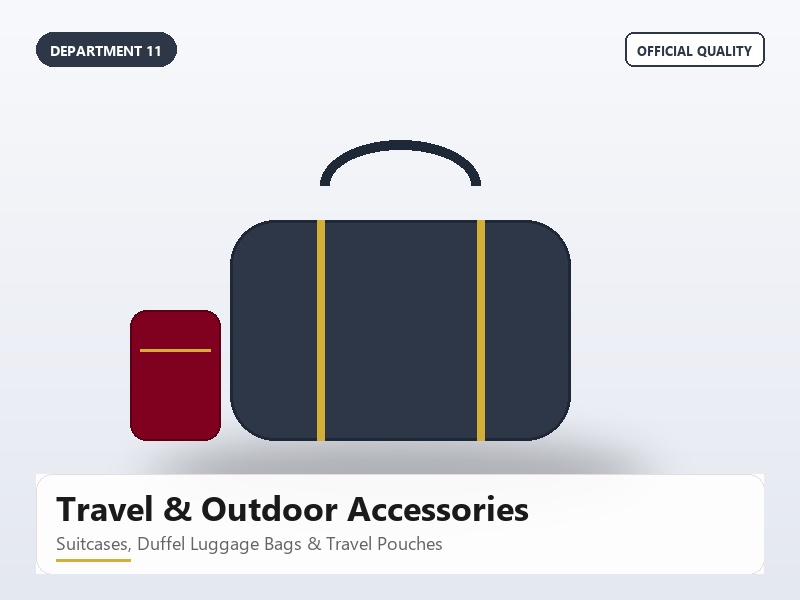 DEPARTMENT 11
OFFICIAL QUALITY
Travel & Outdoor Accessories
Suitcases, Duffel Luggage Bags & Travel Pouches